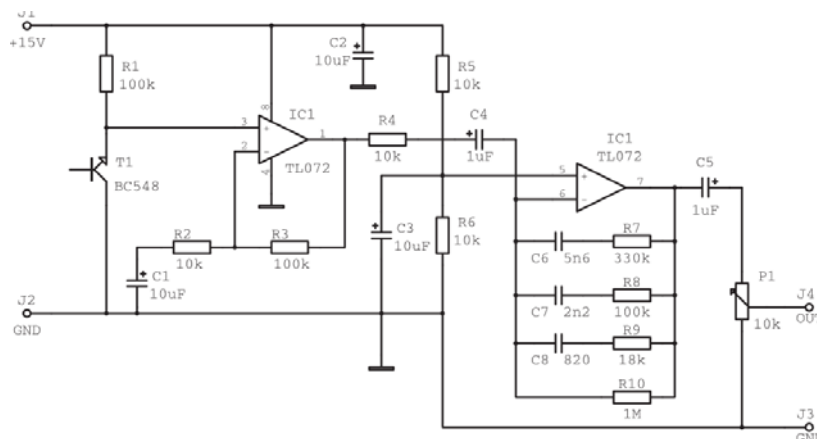 J1
+15V
R1
100k
C2
10uF
R5
10k
8
IC1
3
1
2
4
TL072
T1
BC548
R4
10k
C4
1uF
IC1
TL072
5
6
7
C5
1uF
R2
10k
R3
100k
C1
10uF
C3
10uF
R6
10k
C6
5n6
R7
330k
C7
2n2
R8
100k
C8
820
R9
18k
R10
1M
P1
10k
J2
GND
J4
OUT
J3
GND